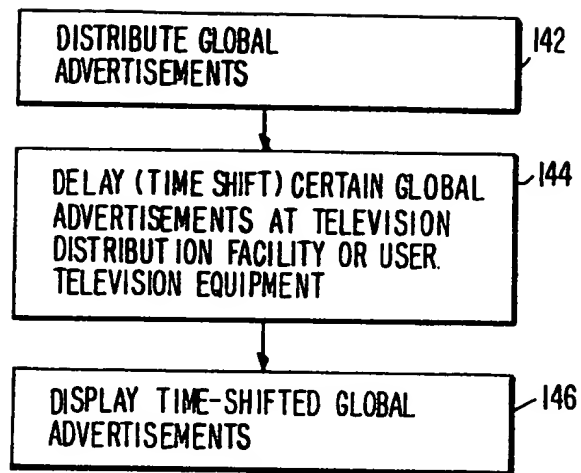 DISTRIBUTE GLOBAL
ADVERTISEMENTS
142
DELAY (TIME SHIFT) CERTAIN GLOBAL
ADVERTISEMENTS AT TELEVISION
DISTRIBUTION FACILITY OR USER.
TELEVISION EQUIPMENT
144
DISPLAY TIME-SHIFTED GLOBAL
ADVERTISEMENTS
146